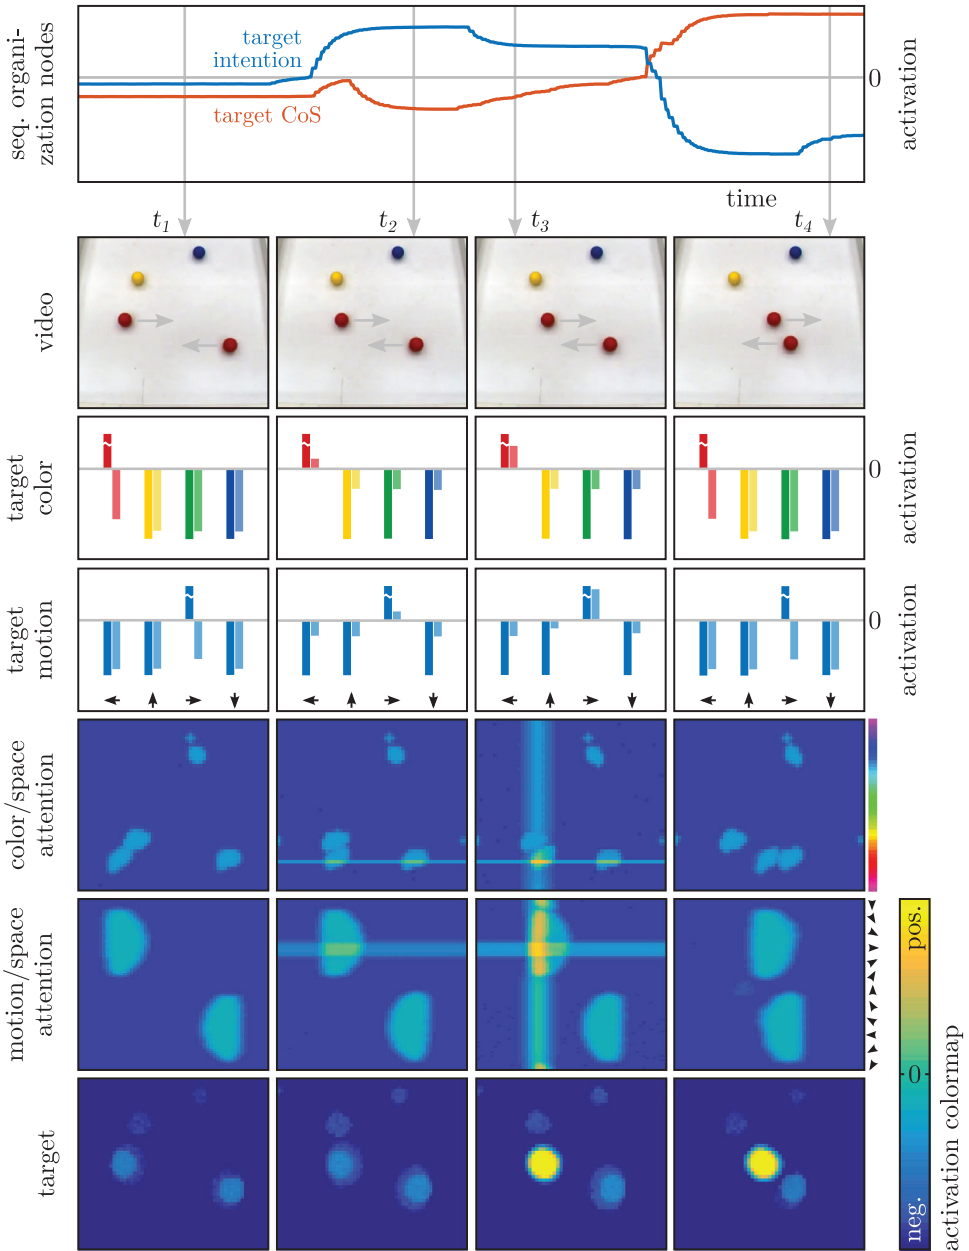 seq. organi-
zation nodes
target
intention
target CoS
0
activation
time
t1
t2
t3
t4
video
target
color
0
activation
target
motion
0
activation
color/space
attention
motion/space
attention
target
pos.
0
neg.
activation colormap